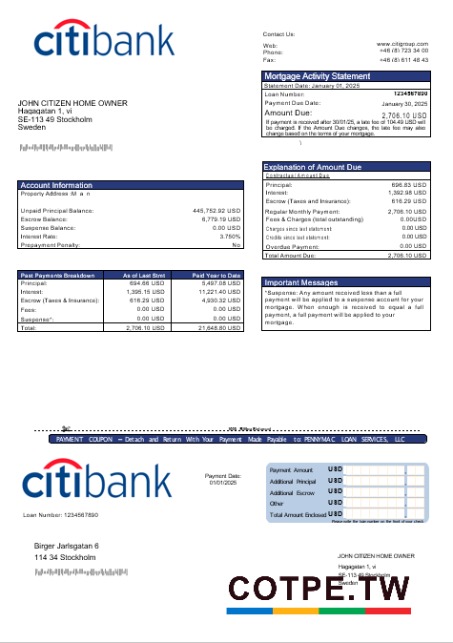 citibank
Contact Us:
Web: www.citigroup.com
Phone: +46 (8) 723 34 00
Fax: +46 (8) 611 46 43
Mortgage Activity Statement
Statement Date: January 01, 2025
Loan Number: 1234567890
Payment Due Date: January 30, 2025
Amount Due: 2,706.10 USD
If payment is received after 30/01/25, a late fee of 104.49 USD will
be charged. If the Amount Due changes, the late fee may also
change based on the terms of your mortgage.
JOHN CITIZEN HOME OWNER
Hagagatan 1, vi
SE-113 49 Stockholm
Sweden
Explanation of Amount Due
Contractual Amount Due
Principal: 696.83 USD
Interest: 1,392.98 USD
Escrow (Taxes and Insurance): 616.29 USD
Regular Monthly Payment: 2,706.10 USD
Fees & Charges (total outstanding): 0.00USD
Charges since last statement: 0.00 USD
Credits since last statement: 0.00 USD
Overdue Payment: 0.00 USD
Total Amount Due: 2,706.10 USD
Account Information
Property Address: M a n
Unpaid Principal Balance: 445,752.92 USD
Escrow Balance: 6,779.19 USD
Suspense Balance: 0.00 USD
Interest Rate: 3.750%
Prepayment Penalty: No
Past Payments Breakdown As of Last Stmt Paid Year to Date
Principal: 694.66 USD 5,497.08 USD
Interest: 1,395.15 USD 11,221.40 USD
Escrow (Taxes & Insurance): 616.29 USD 4,930.32 USD
Fees: 0.00 USD 0.00 USD
Suspense*: 0.00 USD 0.00 USD
Total: 2,706.10 USD 21,648.80 USD
Important Messages
*Suspense: Any amount received less than a full
payment will be applied to a suspense account for your
mortgage. When enough is received to equal a full
payment, a full payment will be applied to your
mortgage.
PAYMENT COUPON – Detach and Return With Your Payment Made Payable to: PENNYMAC LOAN SERVICES, LLC
citibank
Payment Date:
01/01/2025
Payment Amount USD
Additional Principal USD
Additional Escrow USD
Other USD
Total Amount Enclosed USD
Please write the loan number on the front of your check
Loan Number: 1234567890
Birger Jarlsgatan 6
114 34 Stockholm
JOHN CITIZEN HOME OWNER
Hagagatan 1, vi
SE-113 49 Stockholm
COTPE.TW